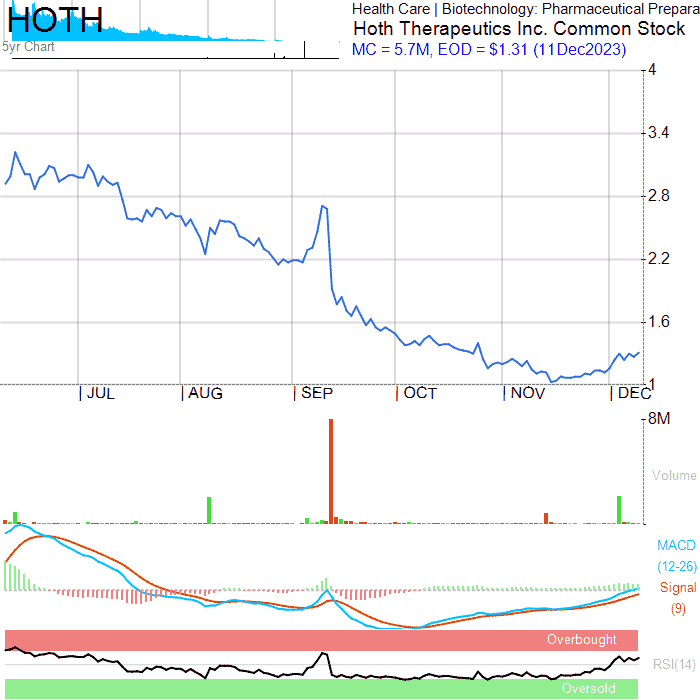 HOTH
5yr Chart
Health Care | Biotechnology: Pharmaceutical Prepara
Hoth Therapeutics Inc. Common Stock
MC = 5.7M, EOD = $1.31 (11Dec2023)
4
3.4
2.8
2.2
1.6
1
JUL
AUG
SEP
OCT
NOV
DEC
8M
Volume
MACD
(12-26)
Signal
(9)
Overbought
RSI(14)
Oversold